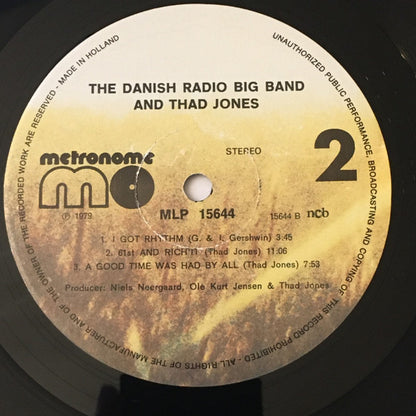 ALL RIGHTS OF THE MANUFACTURER AND OF THE OWNER OF THE RECORDED WORK ARE RESERVED - MADE IN HOLLAND
UNAUTHORIZED PUBLIC PERFORMANCE, BROADCASTING AND COPYING OF THIS RECORD PROHIBITED -
THE DANISH RADIO BIG BAND
AND THAD JONES
metronome
mo
STEREO
2
℗ 1979
MLP 15644
15644 B ncb
1. I GOT RHYTHM (G. & I. Gershwin) 3.45
2. 61st AND RICH'IT (Thad Jones) 11:06
3. A GOOD TIME WAS HAD BY ALL (Thad Jones) 7:53
Producer: Niels Neergaard, Ole Kurt Jensen & Thad Jones